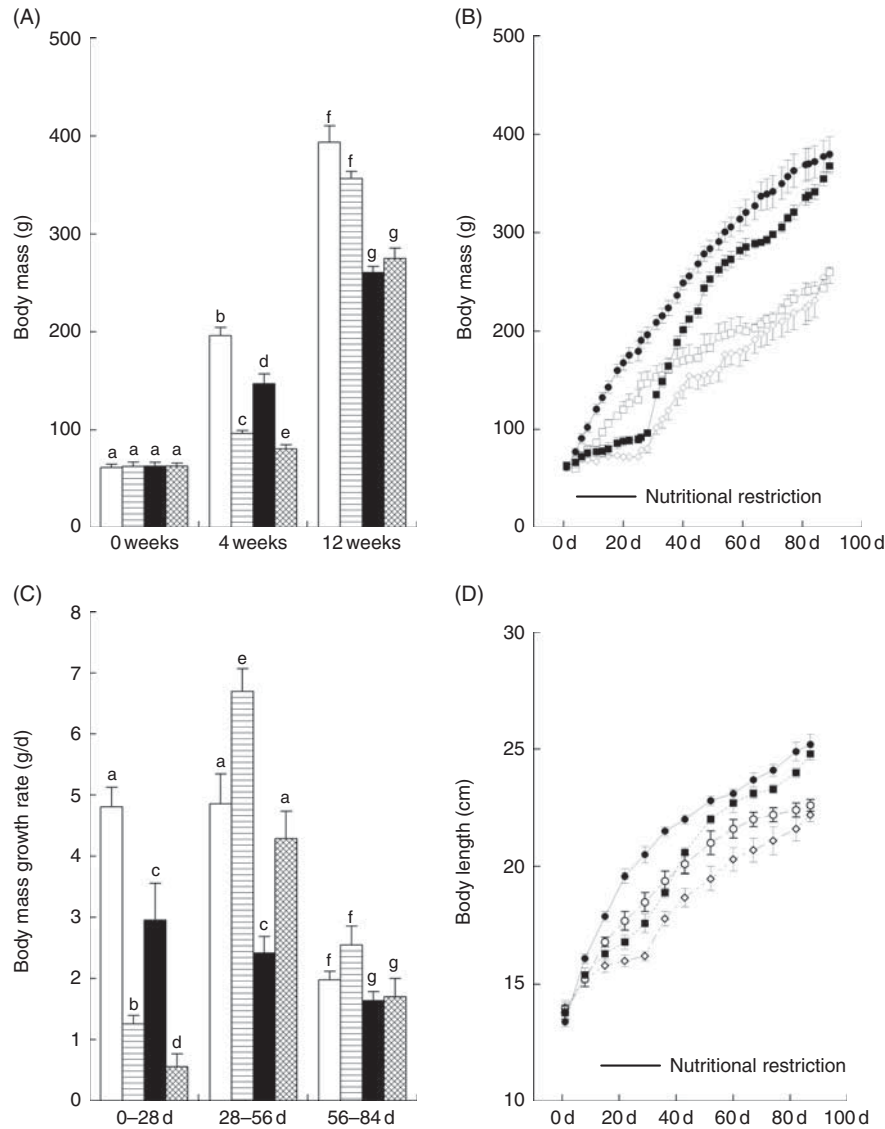 (A)
500
400
300
200
100
0
Body mass (g)
a a a a
b
c
d
e
f
f
g
g
0 weeks 4 weeks 12 weeks
(B)
500
400
300
200
100
0
Body mass (g)
Nutritional restriction
0 d 20 d 40 d 60 d 80 d 100 d
(C)
8
7
6
5
4
3
2
1
0
Body mass growth rate (g/d)
a
b
c
d
a
e
c
a
f
f
g
g
0–28 d 28–56 d 56–84 d
(D)
30
25
20
15
10
Body length (cm)
Nutritional restriction
0 d 20 d 40 d 60 d 80 d 100 d